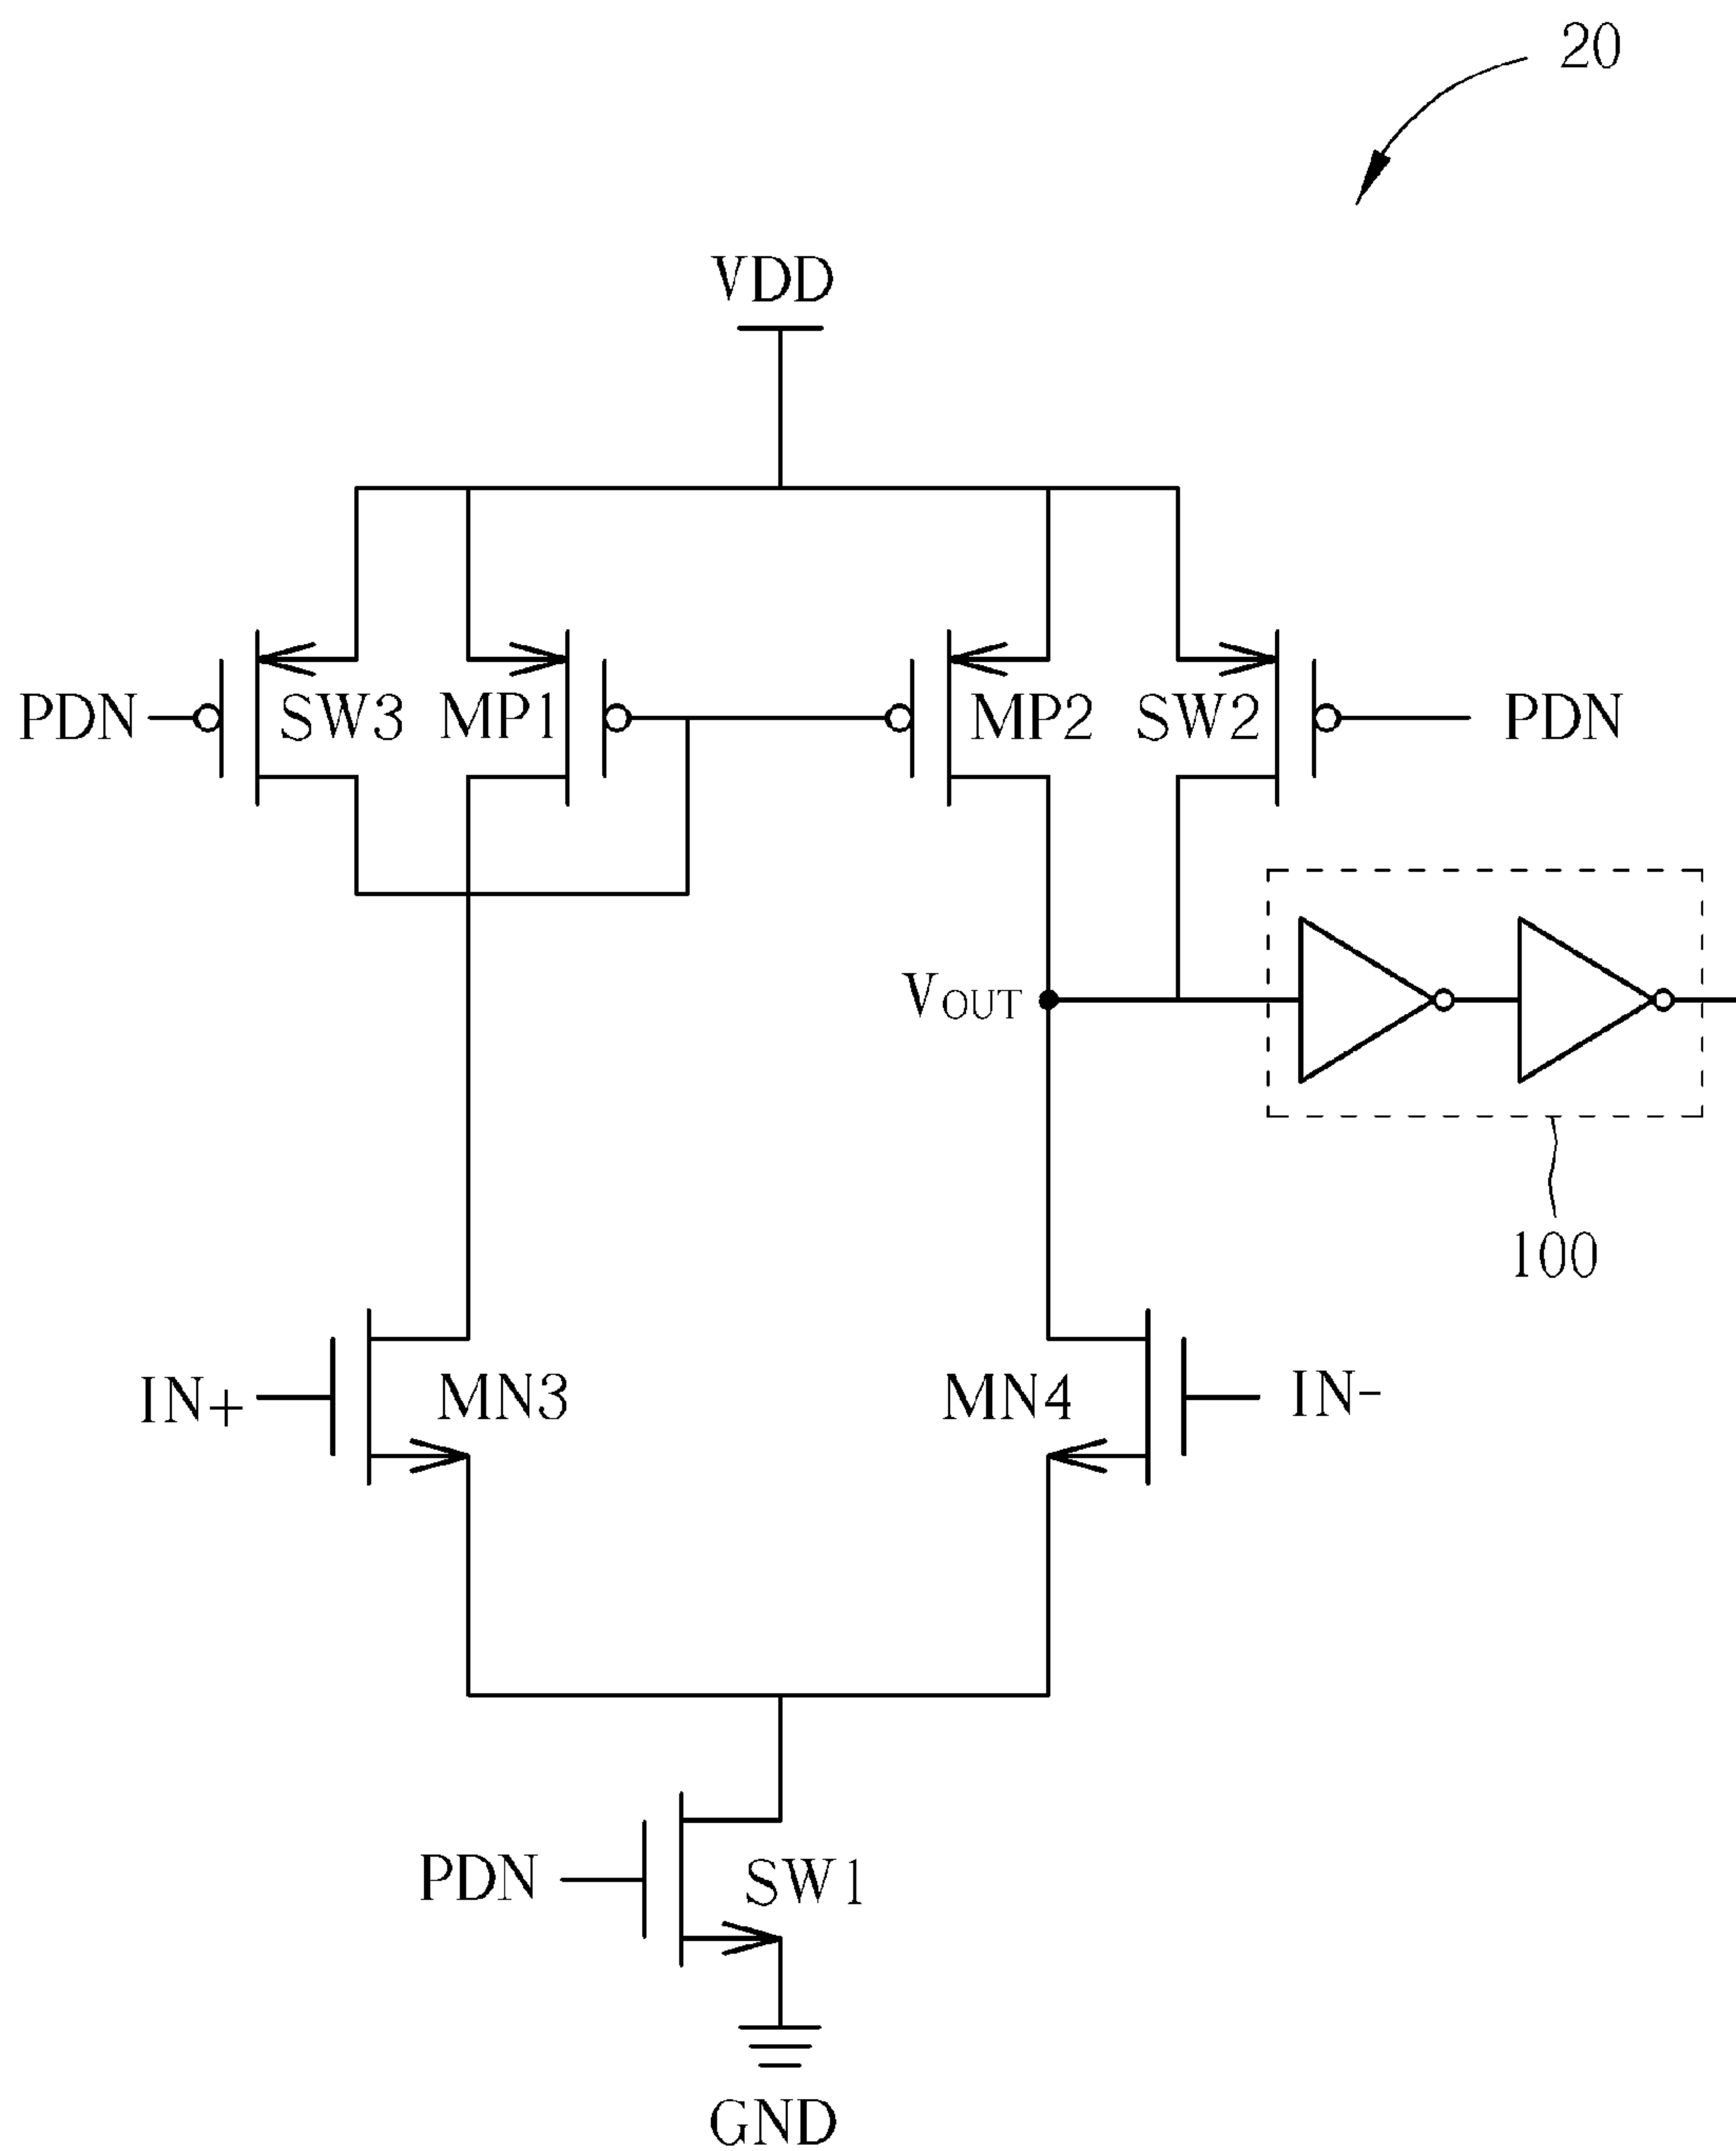 20
VDD
PDN
SW3
MP1
MP2
SW2
PDN
VOUT
100
IN+
MN3
MN4
IN-
PDN
SW1
GND